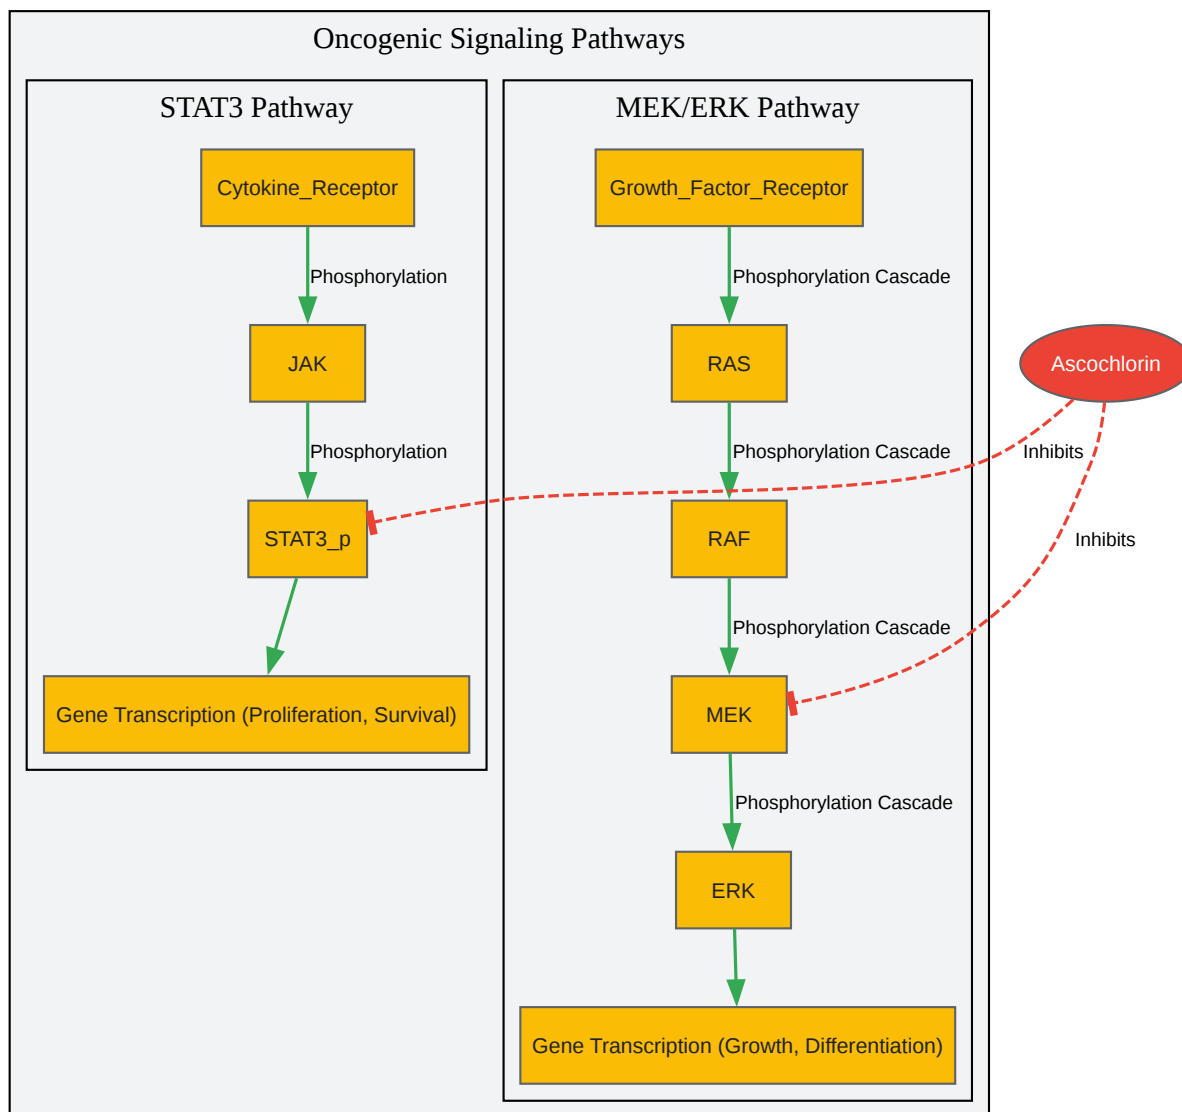 Oncogenic Signaling Pathways
STAT3 Pathway
Cytokine_Receptor
Phosphorylation
JAK
Phosphorylation
STAT3_p
Gene Transcription (Proliferation, Survival)
MEK/ERK Pathway
Growth_Factor_Receptor
Phosphorylation Cascade
RAS
Phosphorylation Cascade
RAF
Phosphorylation Cascade
MEK
Phosphorylation Cascade
ERK
Gene Transcription (Growth, Differentiation)
Ascochlorin
Inhibits
Inhibits